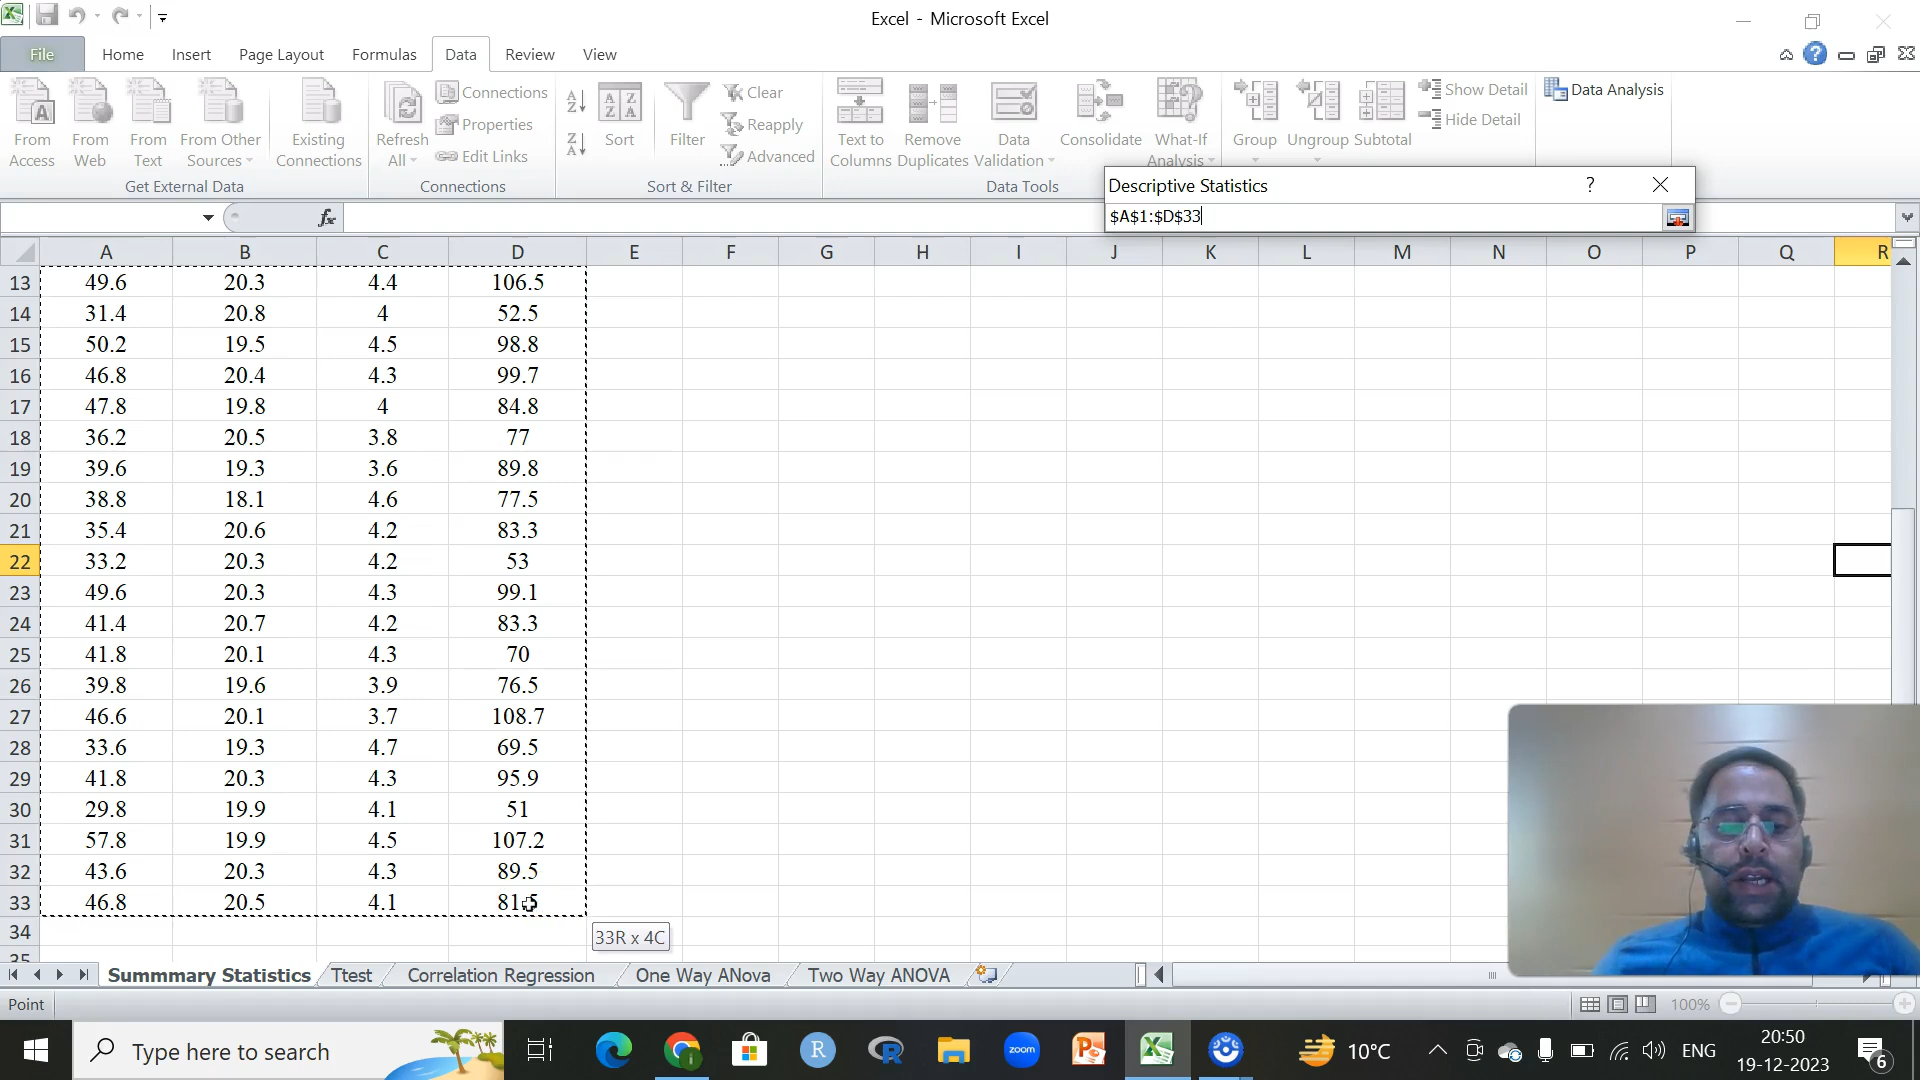 Excel - Microsoft Excel
File Home Insert Page Layout Formulas Data Review View
From Access
From Web
From Text
From Other Sources
Existing Connections
Get External Data
Refresh All
Connections
Properties
Edit Links
Connections
Sort
Filter
Clear
Reapply
Advanced
Sort & Filter
Text to Columns
Remove Duplicates
Data Validation
Consolidate
What-If Analysis
Data Tools
Group
Ungroup
Subtotal
Show Detail
Hide Detail
Data Analysis
Descriptive Statistics
$A$1:$D$33
fx
A B C D E F G H I J K L M N O P Q R
13 49.6 20.3 4.4 106.5
14 31.4 20.8 4 52.5
15 50.2 19.5 4.5 98.8
16 46.8 20.4 4.3 99.7
17 47.8 19.8 4 84.8
18 36.2 20.5 3.8 77
19 39.6 19.3 3.6 89.8
20 38.8 18.1 4.6 77.5
21 35.4 20.6 4.2 83.3
22 33.2 20.3 4.2 53
23 49.6 20.3 4.3 99.1
24 41.4 20.7 4.2 83.3
25 41.8 20.1 4.3 70
26 39.8 19.6 3.9 76.5
27 46.6 20.1 3.7 108.7
28 33.6 19.3 4.7 69.5
29 41.8 20.3 4.3 95.9
30 29.8 19.9 4.1 51
31 57.8 19.9 4.5 107.2
32 43.6 20.3 4.3 89.5
33 46.8 20.5 4.1 81.5
34
35
33R x 4C
Summmary Statistics Ttest Correlation Regression One Way ANova Two Way ANOVA
Point
100%
Type here to search
zoom
10°C
ENG
20:50
19-12-2023
6